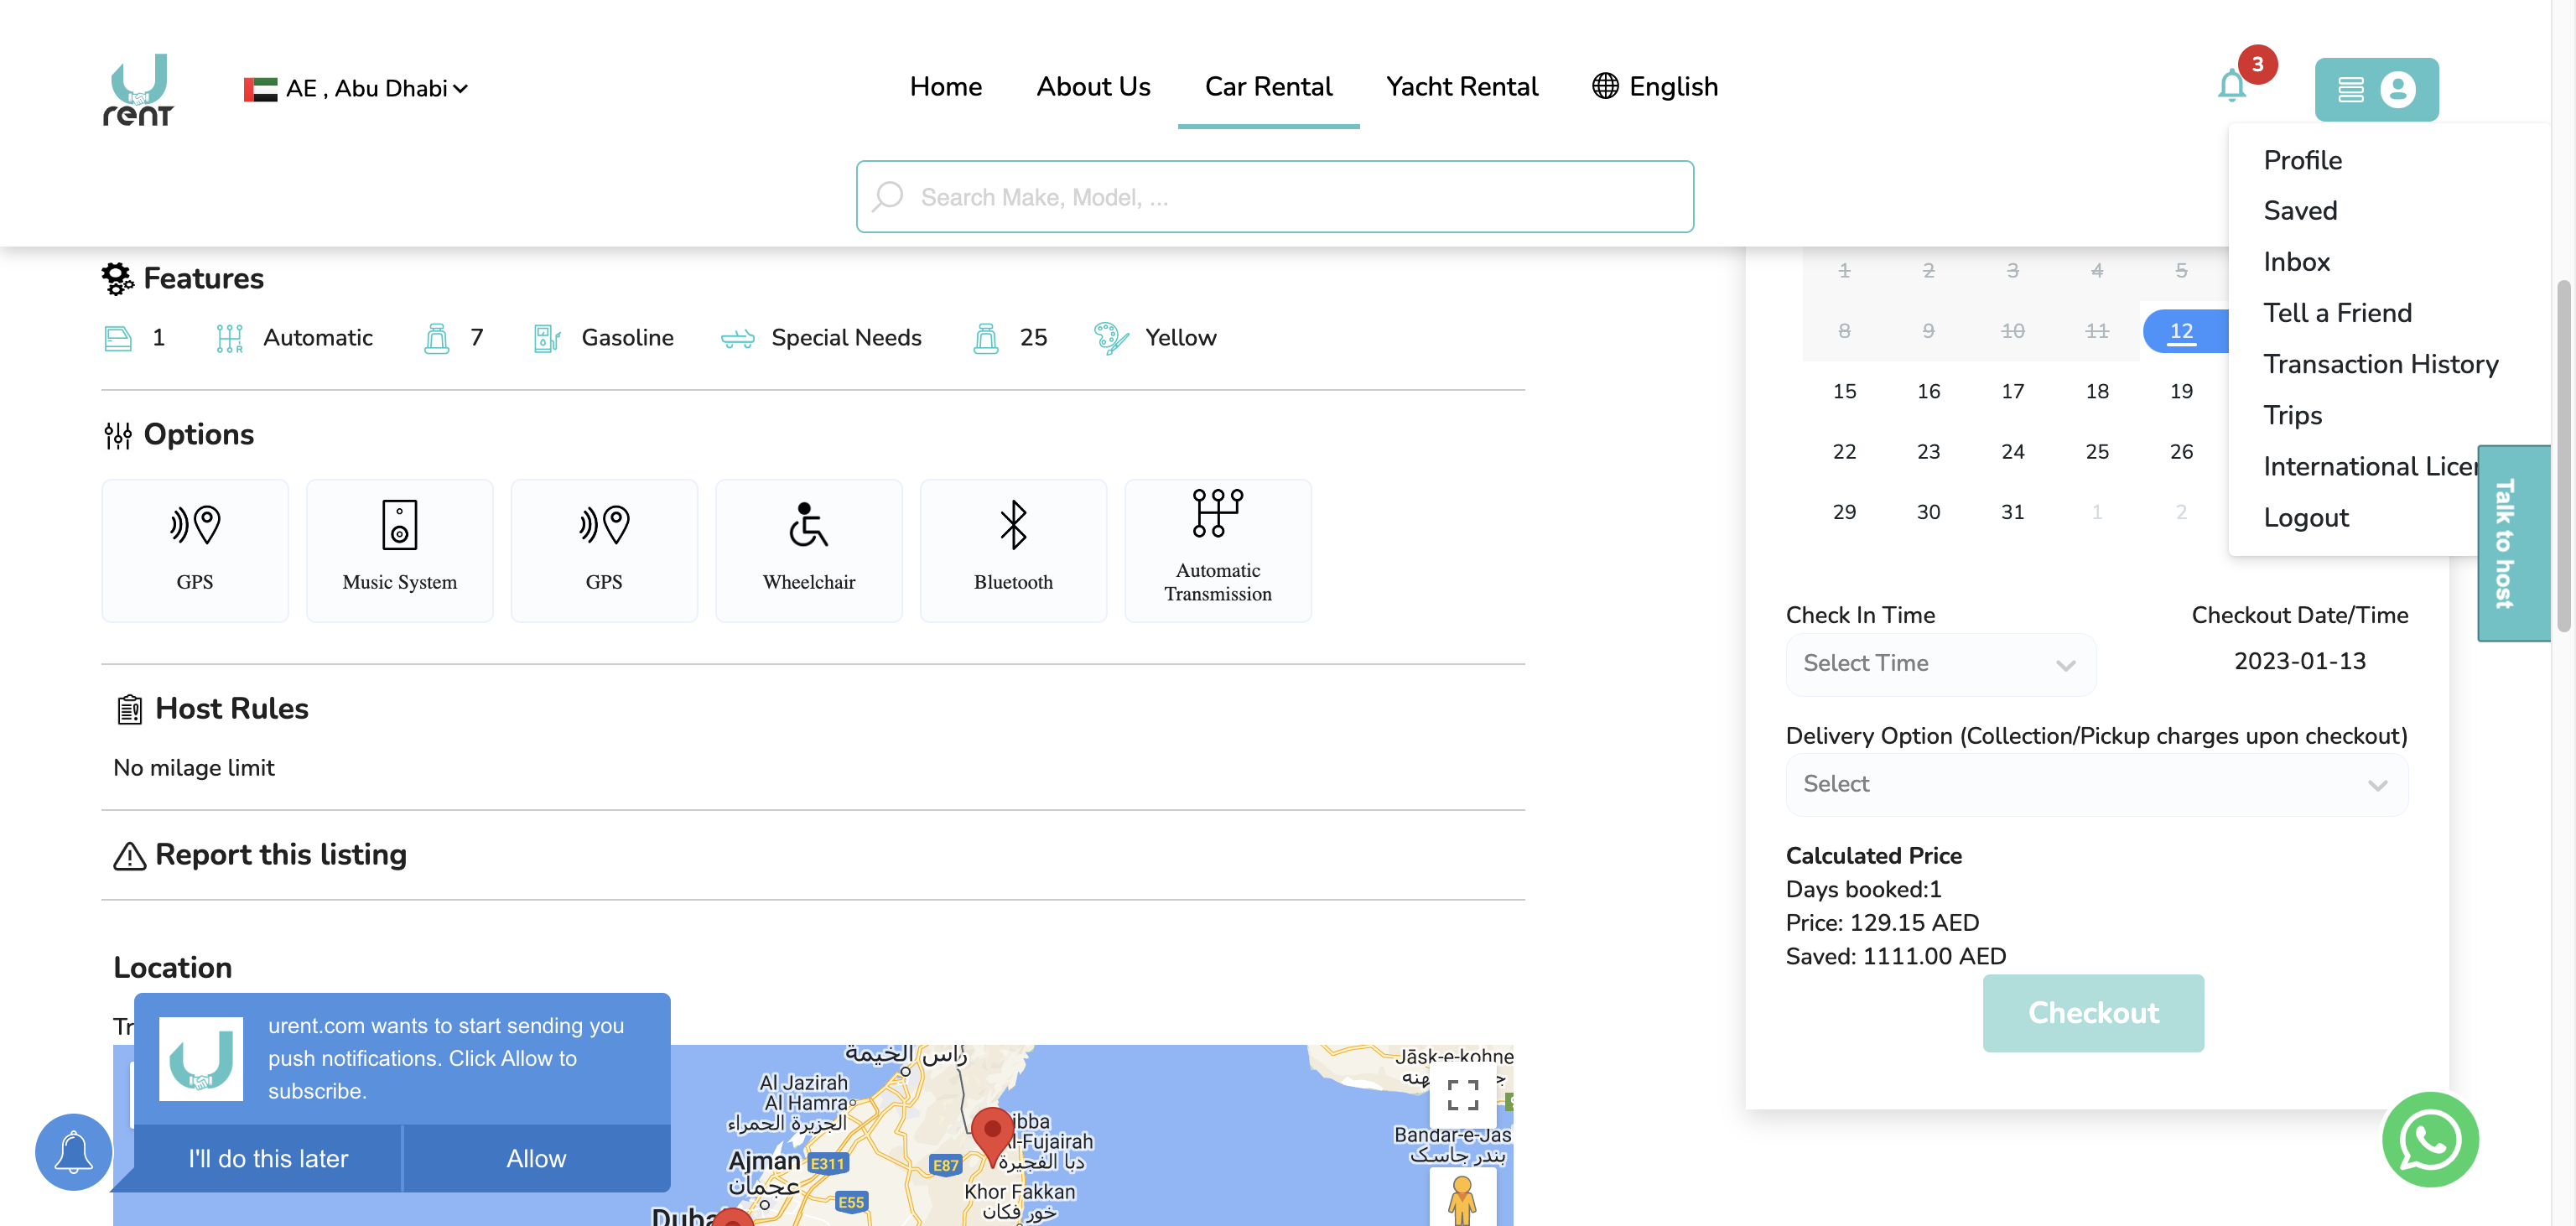 rent
AE , Abu Dhabi
Home
About Us
Car Rental
Yacht Rental
English
3
Search Make, Model, ...
Profile
Saved
Inbox
Tell a Friend
Transaction History
Trips
International
Logout
Talk to host
Features
1
Automatic
7
Gasoline
Special Needs
25
Yellow
Options
GPS
Music System
GPS
Wheelchair
Bluetooth
Automatic
Transmission
Host Rules
No milage limit
Report this listing
Location
1 2 3 4 5
8 9 10 11 12
15 16 17 18 19
22 23 24 25 26
29 30 31 1 2
Check In Time
Select Time
Checkout Date/Time
2023-01-13
Delivery Option (Collection/Pickup charges upon checkout)
Select
Calculated Price
Days booked:1
Price: 129.15 AED
Saved: 1111.00 AED
Checkout
urent.com wants to start sending you
push notifications. Click Allow to
subscribe.
I'll do this later
Allow
رأس الخيمة
Al Jazirah
Al Hamra
الجزيرة الحمراء
Ajman
عجمان
E311
E87
E55
Al-Fujairah
دبا الفجيرة
Khor Fakkan
خور فكان
Jāsk-e-kohne
بندر جاسک